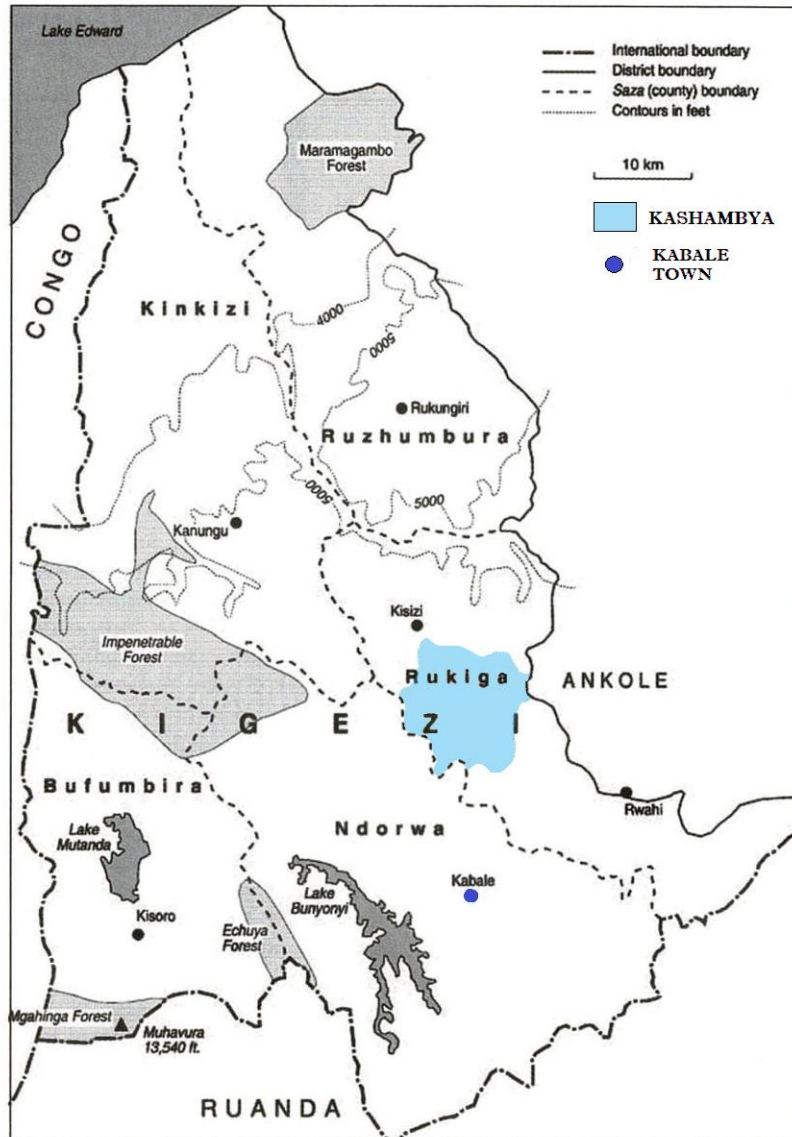 Lake Edward
International boundary
District boundary
Saza (county) boundary
Contours in feet
10 km
KASHAMBYA
KABALE
TOWN
Maramagambo
Forest
CONGO
Kinkizi
4000
5000
Rukungiri
Ruzhumbura
5000
5000
Kanungu
Kisizi
Impenetrable
Forest
Rukiga
ANKOLE
KIGEZI
Bufumbira
Rwahi
Lake
Mutanda
Ndorwa
Kabale
Lake
Bunyonyi
Kisoro
Echuya
Forest
Mgahinga Forest
Muhavura
13,540 ft.
RUANDA